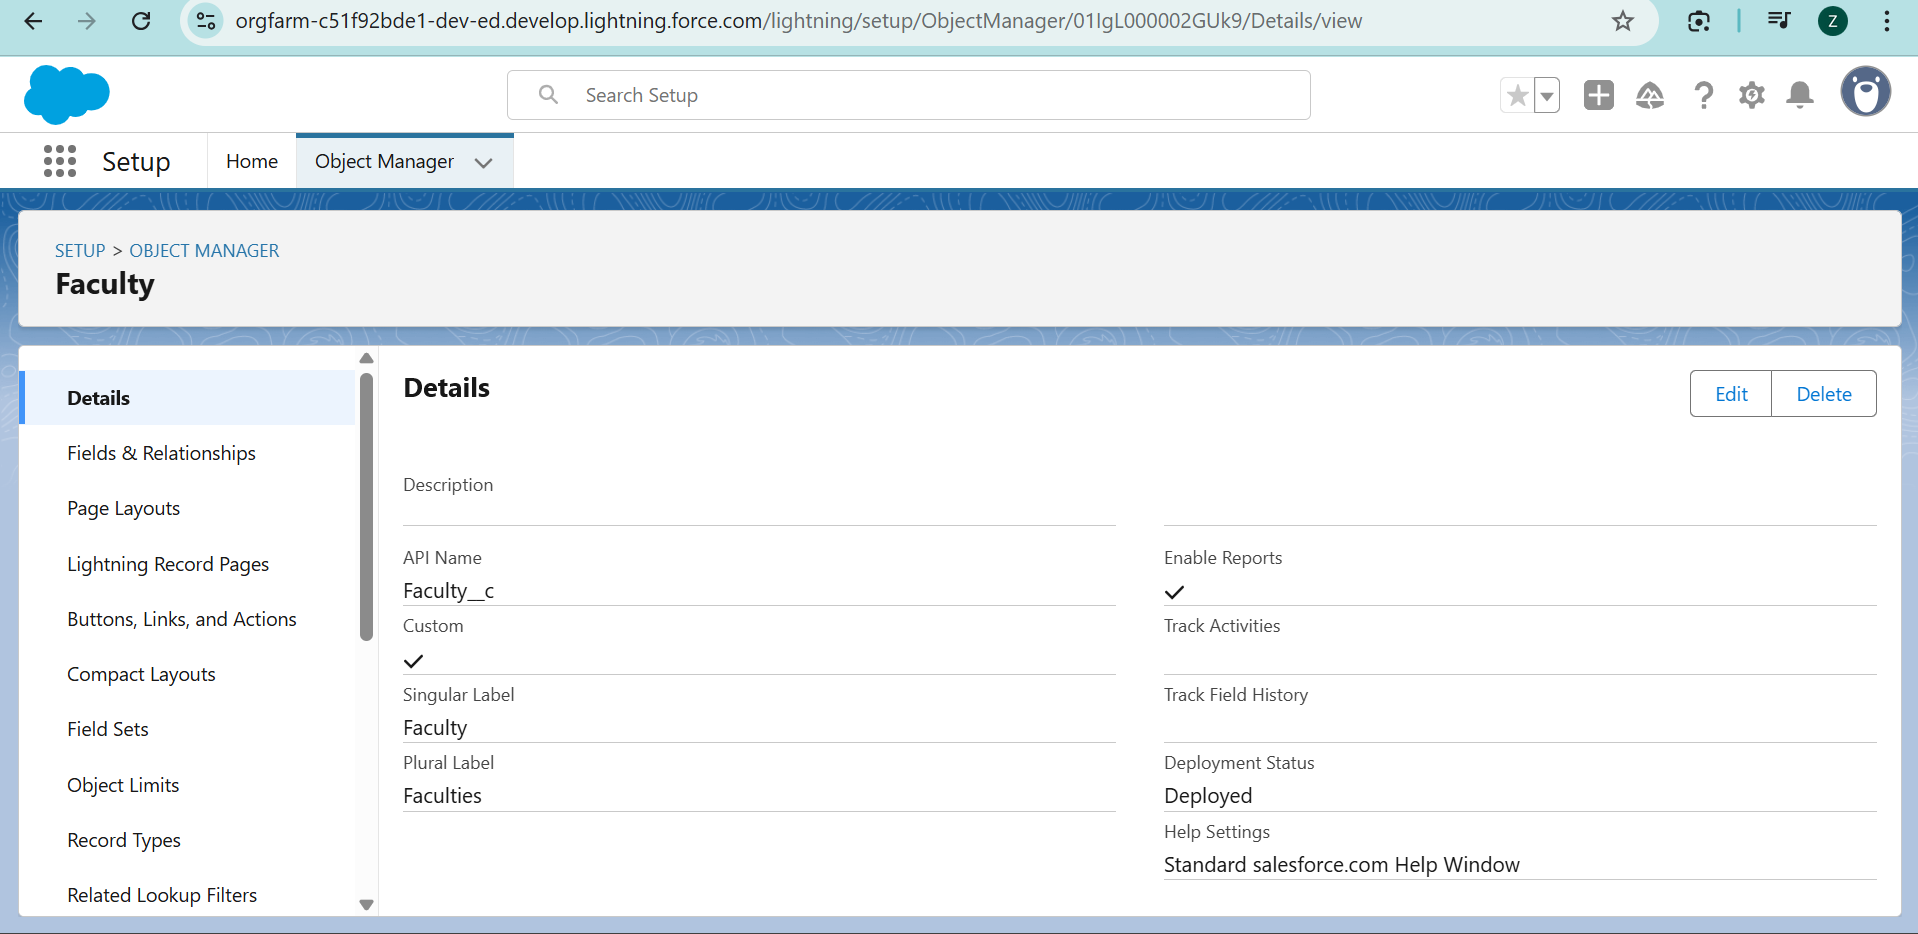 orgfarm-c51f92bde1-dev-ed.develop.lightning.force.com/lightning/setup/ObjectManager/01IgL000002GUk9/Details/view
Z
Search Setup
Setup
Home
Object Manager
SETUP > OBJECT MANAGER
Faculty
Details
Fields & Relationships
Page Layouts
Lightning Record Pages
Buttons, Links, and Actions
Compact Layouts
Field Sets
Object Limits
Record Types
Related Lookup Filters
Details
Edit
Delete
Description
API Name
Faculty__c
Custom
Singular Label
Faculty
Plural Label
Faculties
Enable Reports
Track Activities
Track Field History
Deployment Status
Deployed
Help Settings
Standard salesforce.com Help Window